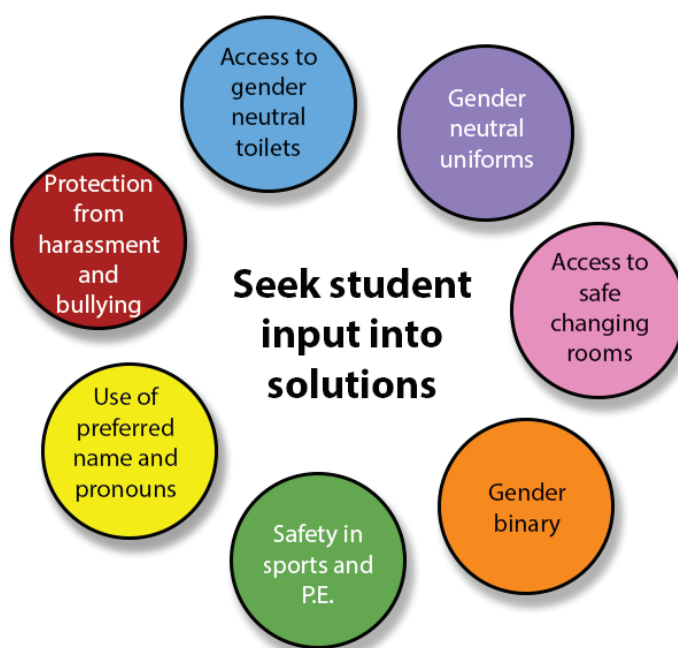 Access to
gender
neutral
toilets
Gender
neutral
uniforms
Protection
from
harassment
and
bullying
Seek student
input into
solutions
Access to
safe
changing
rooms
Use of
preferred
name and
pronouns
Gender
binary
Safety in
sports and
P.E.